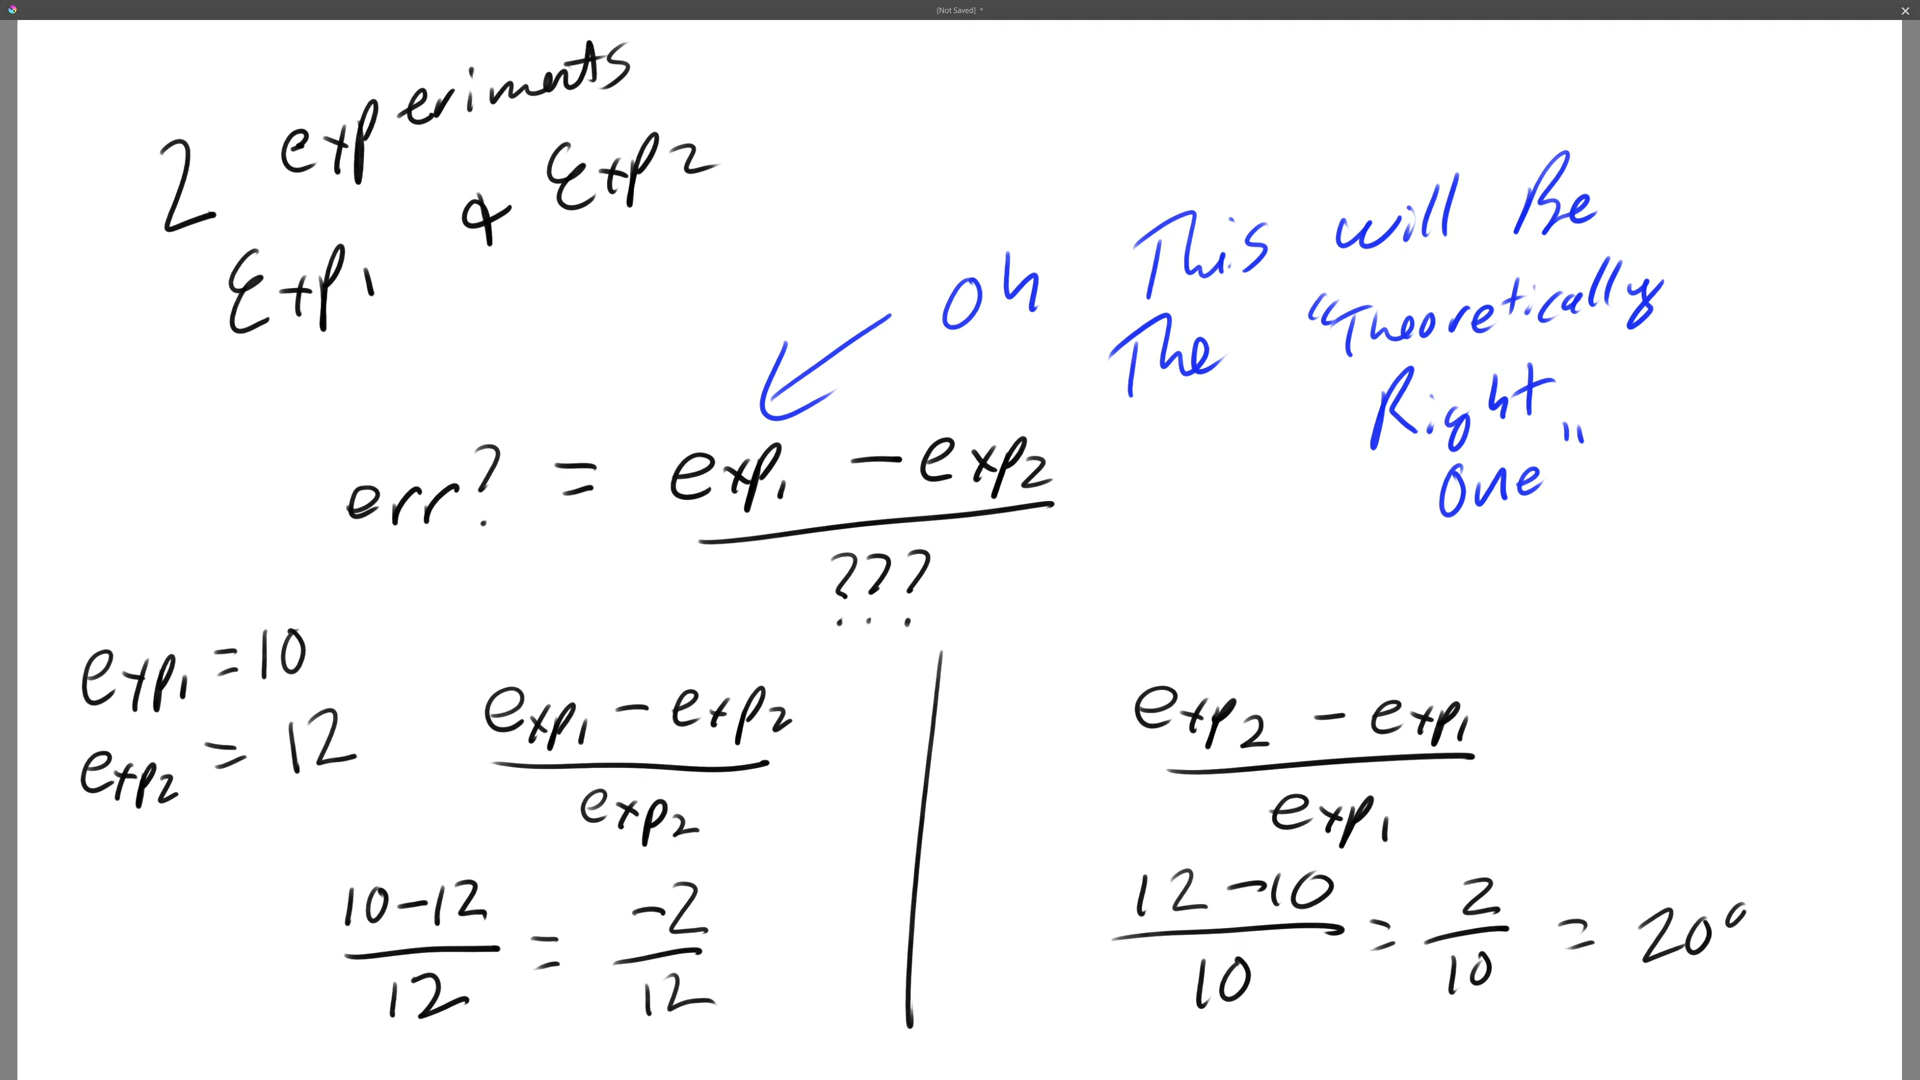 [Not Saved] *
2 experiments
Exp1 & Exp2
oh This will Be
The "Theoretically
Right"
one
err? = exp1 - exp2
???
exp1 = 10
exp2 = 12
exp1 - exp2
exp2
10-12 = -2
12 12
exp2 - exp1
exp1
12-10 = 2 = 20°
10 10